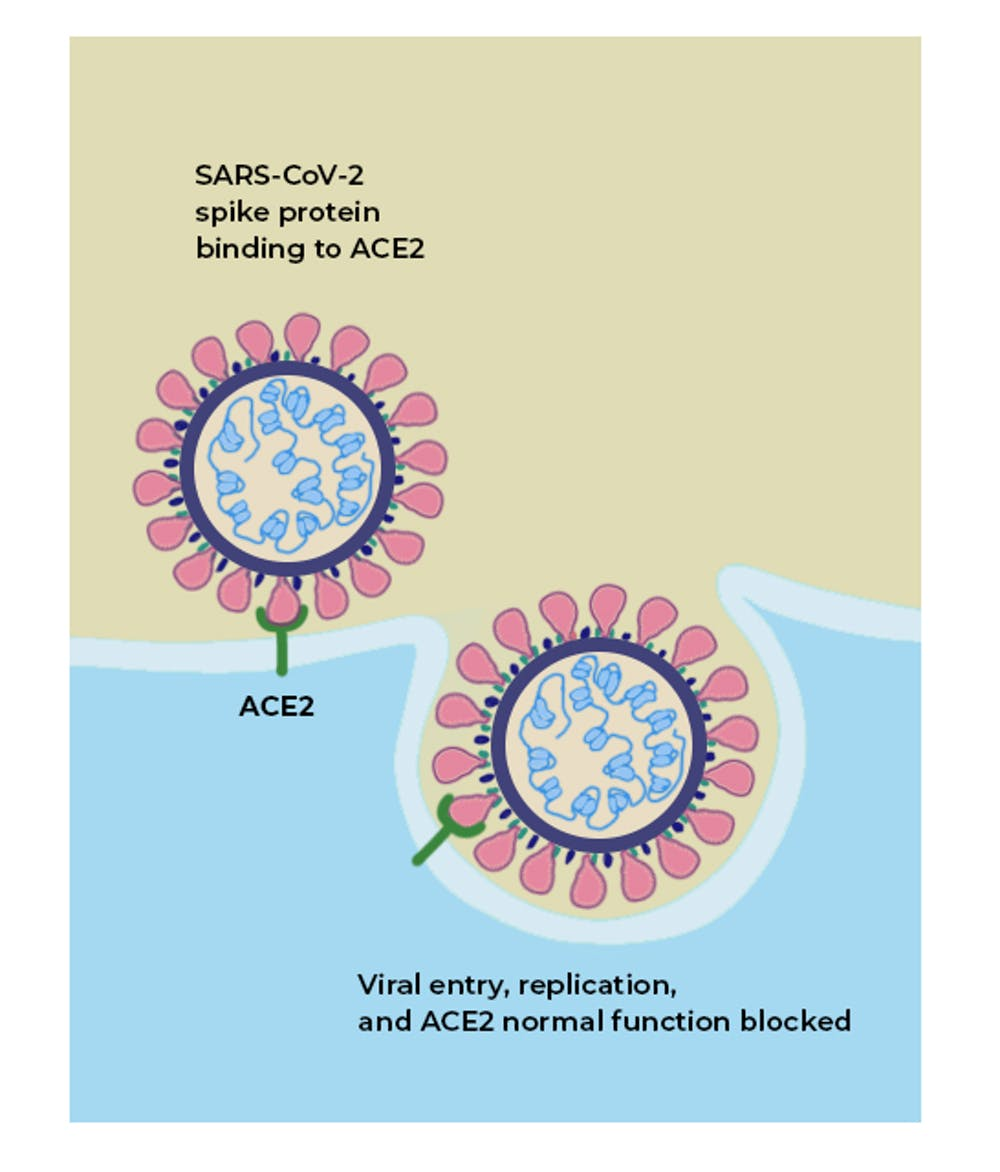 SARS-CoV-2
spike protein
binding to ACE2
ACE2
Viral entry, replication,
and ACE2 normal function blocked